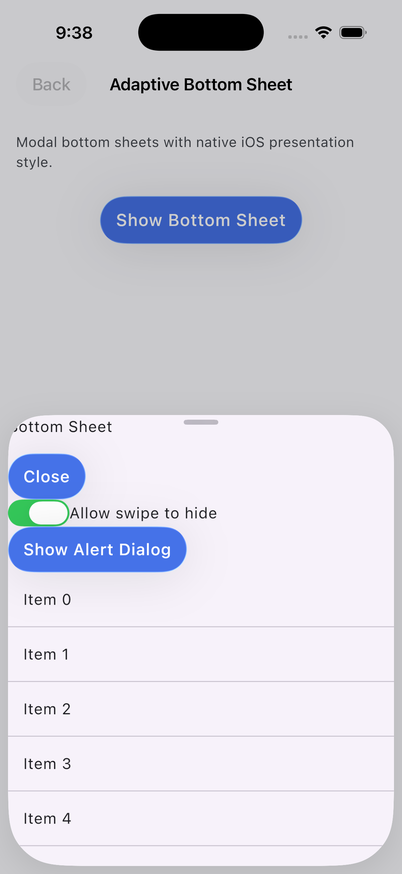 9:38
Back
Adaptive Bottom Sheet
Modal bottom sheets with native iOS presentation
style.
Show Bottom Sheet
Bottom Sheet
Close
Allow swipe to hide
Show Alert Dialog
Item 0
Item 1
Item 2
Item 3
Item 4